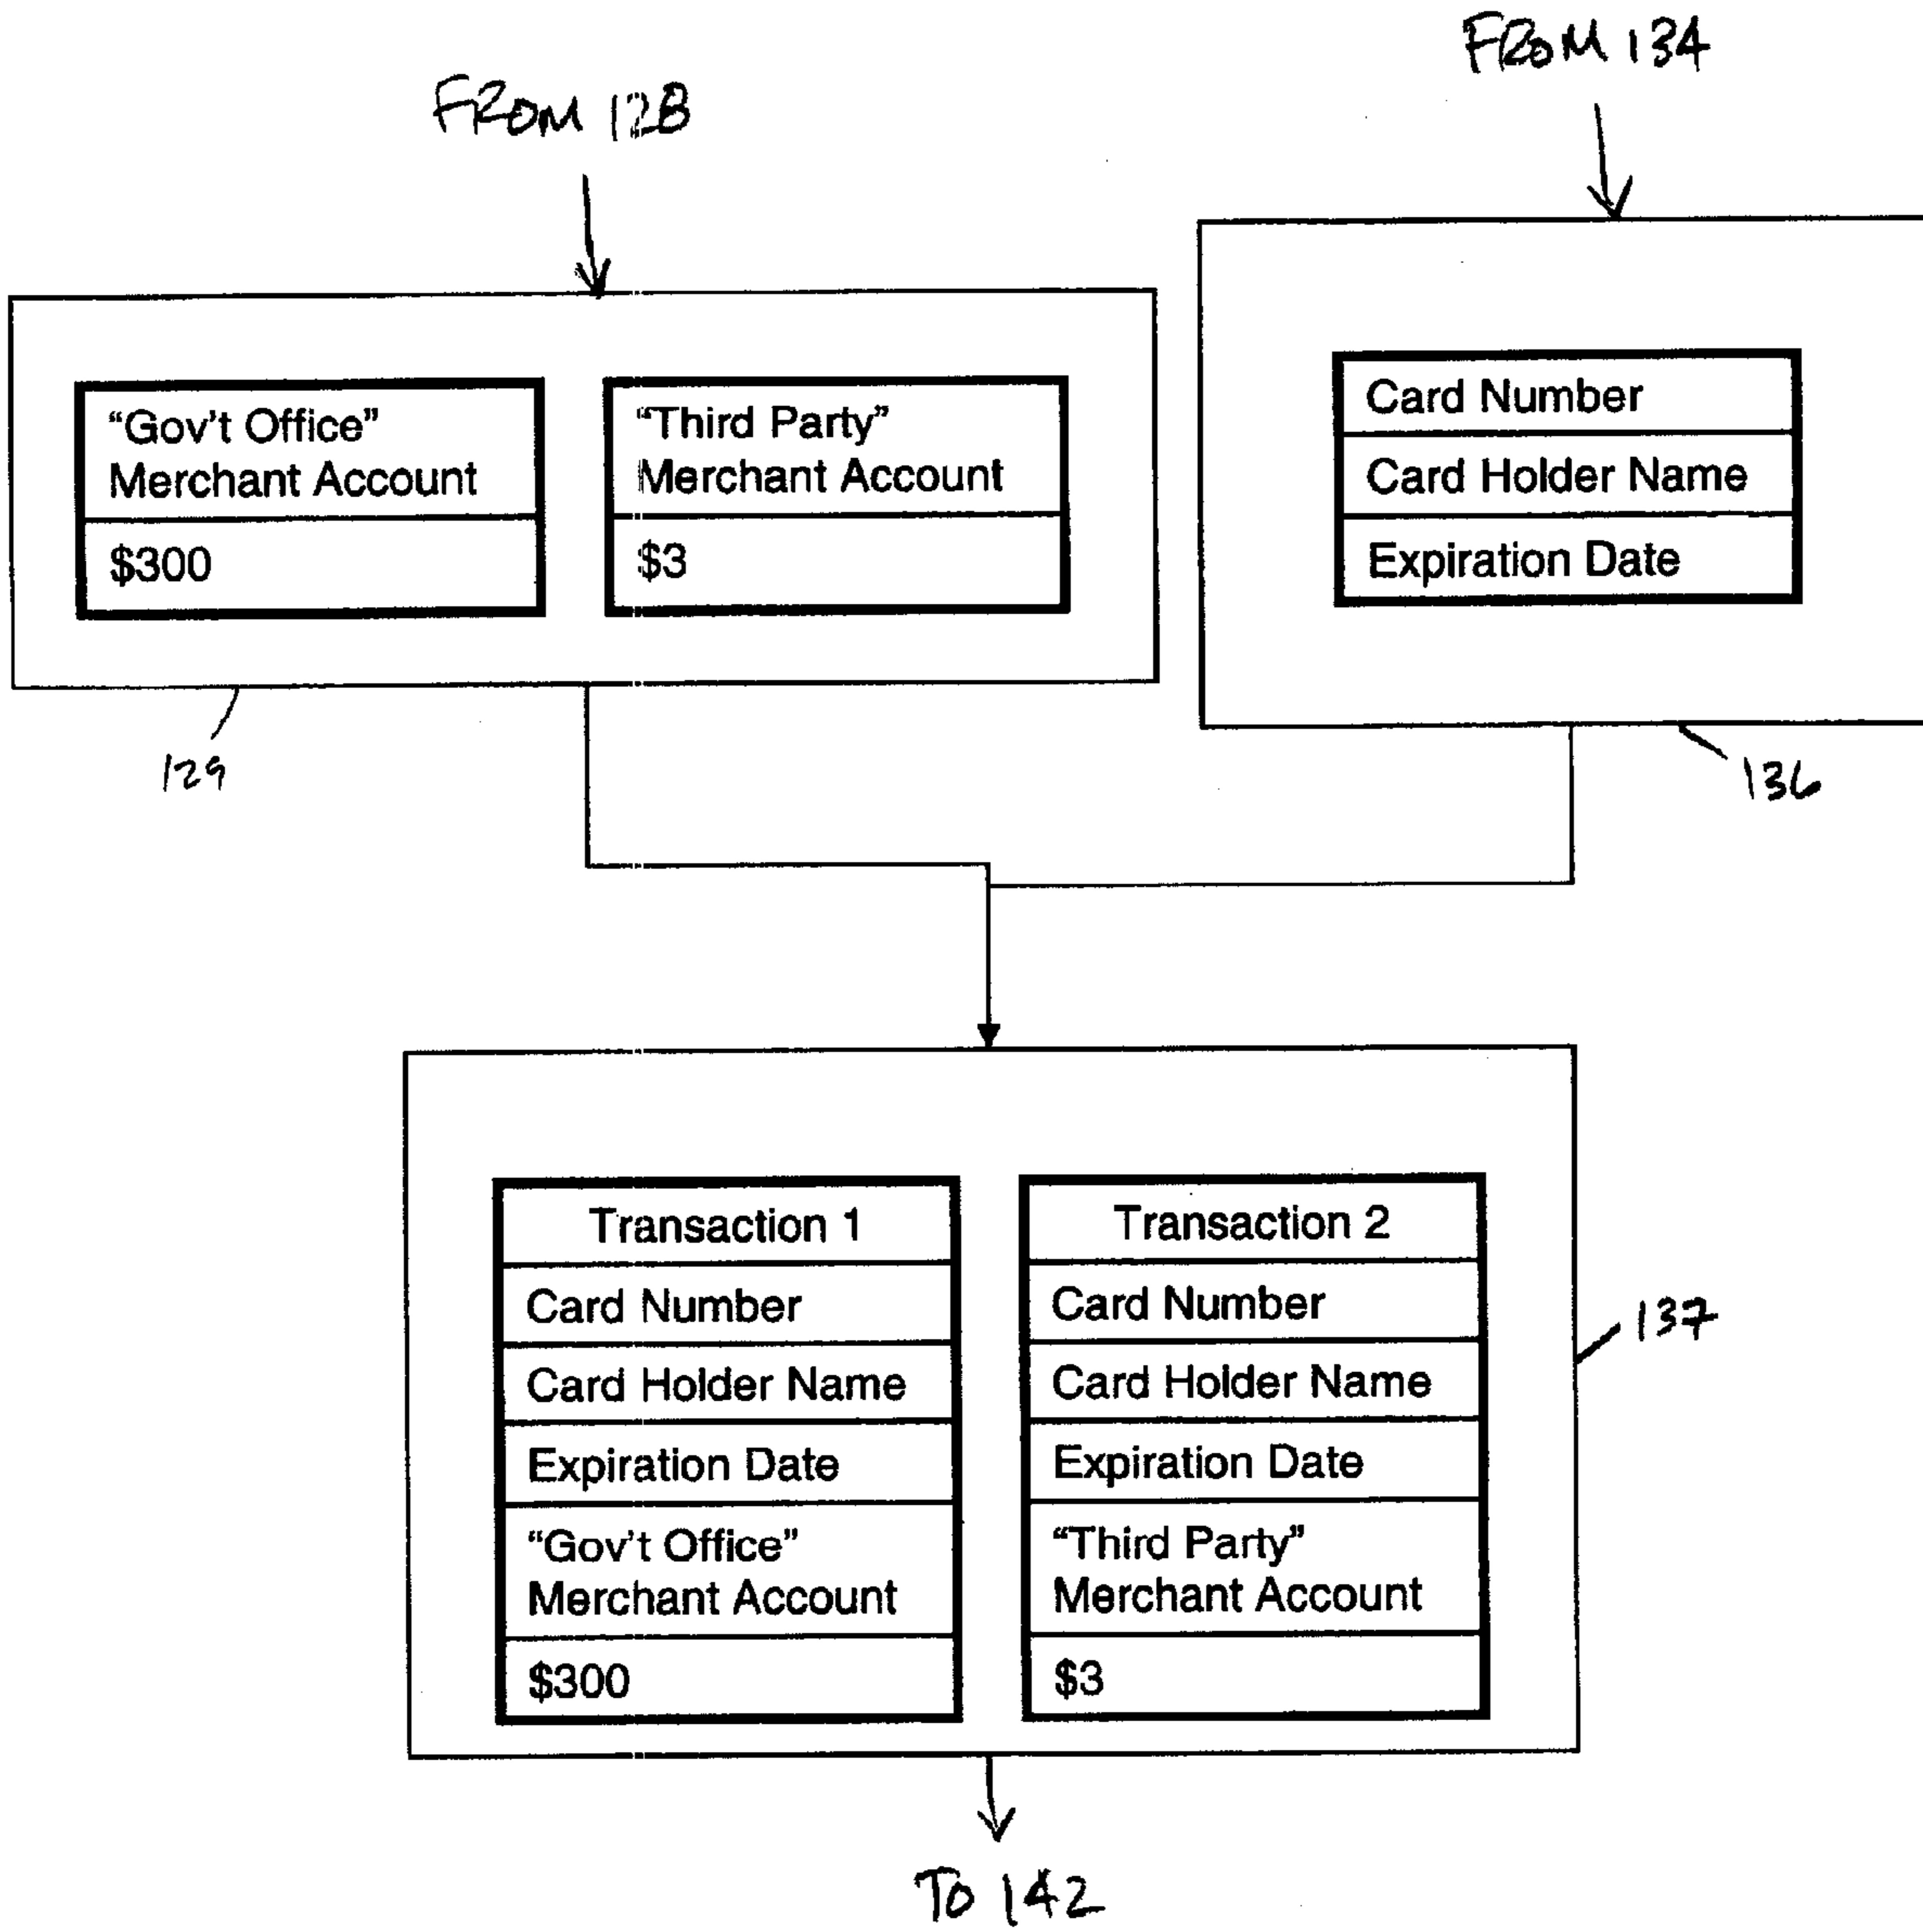 FROM 128
FROM 134
“Gov't Office”
Merchant Account
$300
“Third Party”
Merchant Account
$3
Card Number
Card Holder Name
Expiration Date
129
136
Transaction 1
Card Number
Card Holder Name
Expiration Date
“Gov't Office”
Merchant Account
$300
Transaction 2
Card Number
Card Holder Name
Expiration Date
“Third Party”
Merchant Account
$3
137
To 142